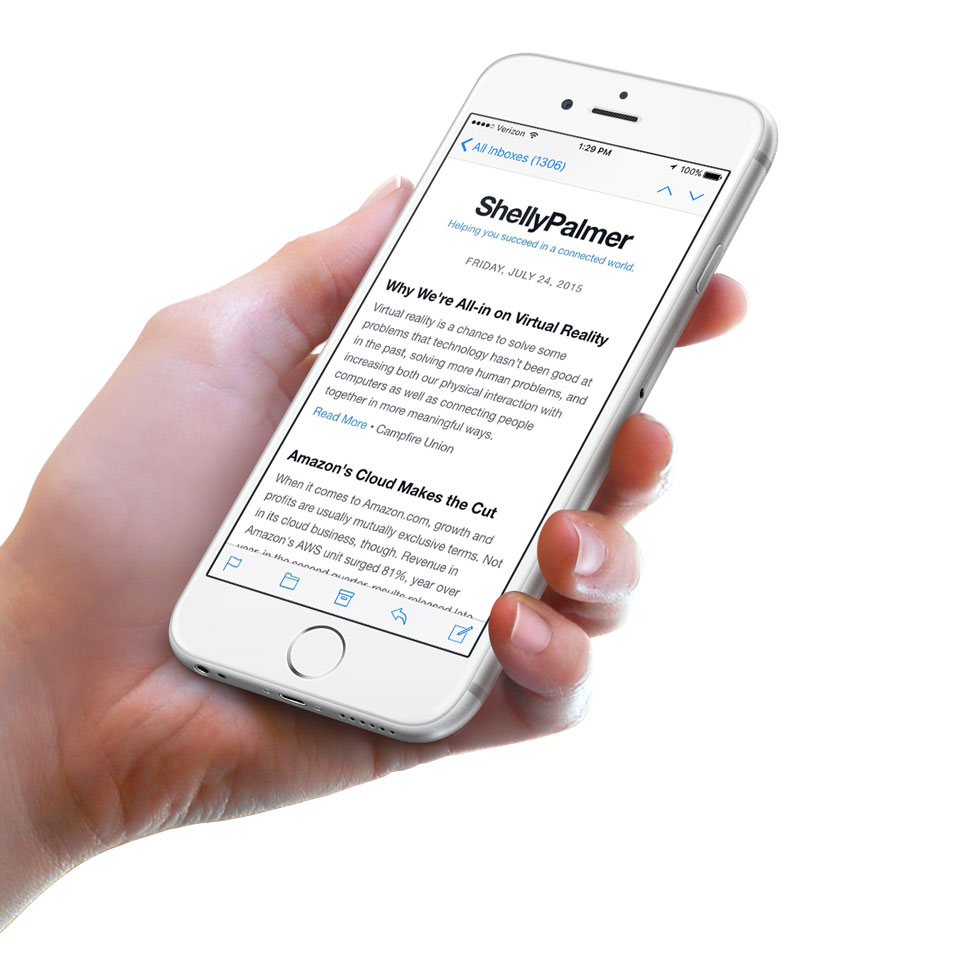 Verizon 1:29 PM 100%
All Inboxes (1306)
ShellyPalmer
Helping you succeed in a connected world.
FRIDAY, JULY 24, 2015
Why We're All-in on Virtual Reality
Virtual reality is a chance to solve some
problems that technology hasn't been good at
in the past, solving more human problems, and
increasing both our physical interaction with
computers as well as connecting people
together in more meaningful ways.
Read More • Campfire Union
Amazon's Cloud Makes the Cut
When it comes to Amazon.com, growth and
profits are usually mutually exclusive terms. Not
in its cloud business, though. Revenue in
Amazon's AWS unit surged 81%, year over
year, in the second quarter results released late